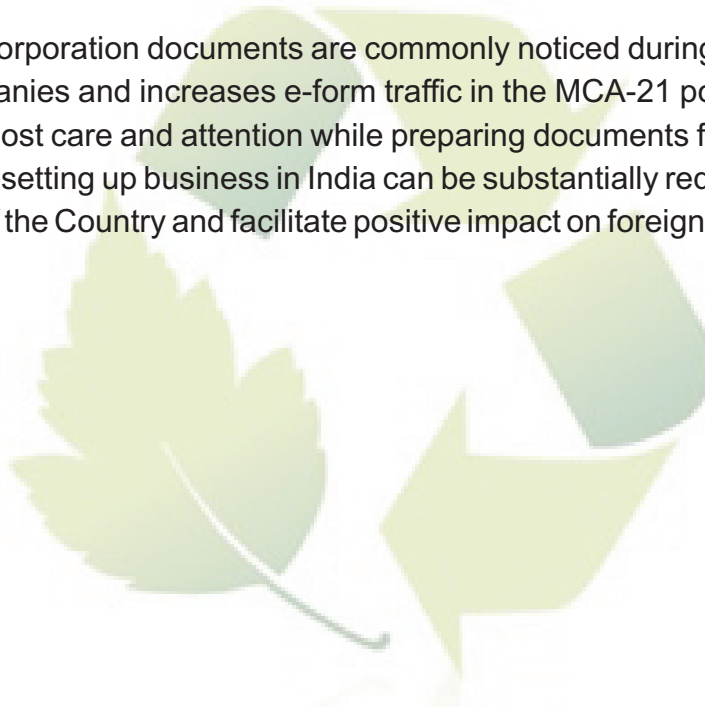 orporation documents are commonly noticed during
anies and increases e-form traffic in the MCA-21 po
ost care and attention while preparing documents f
setting up business in India can be substantially red
the Country and facilitate positive impact on foreign